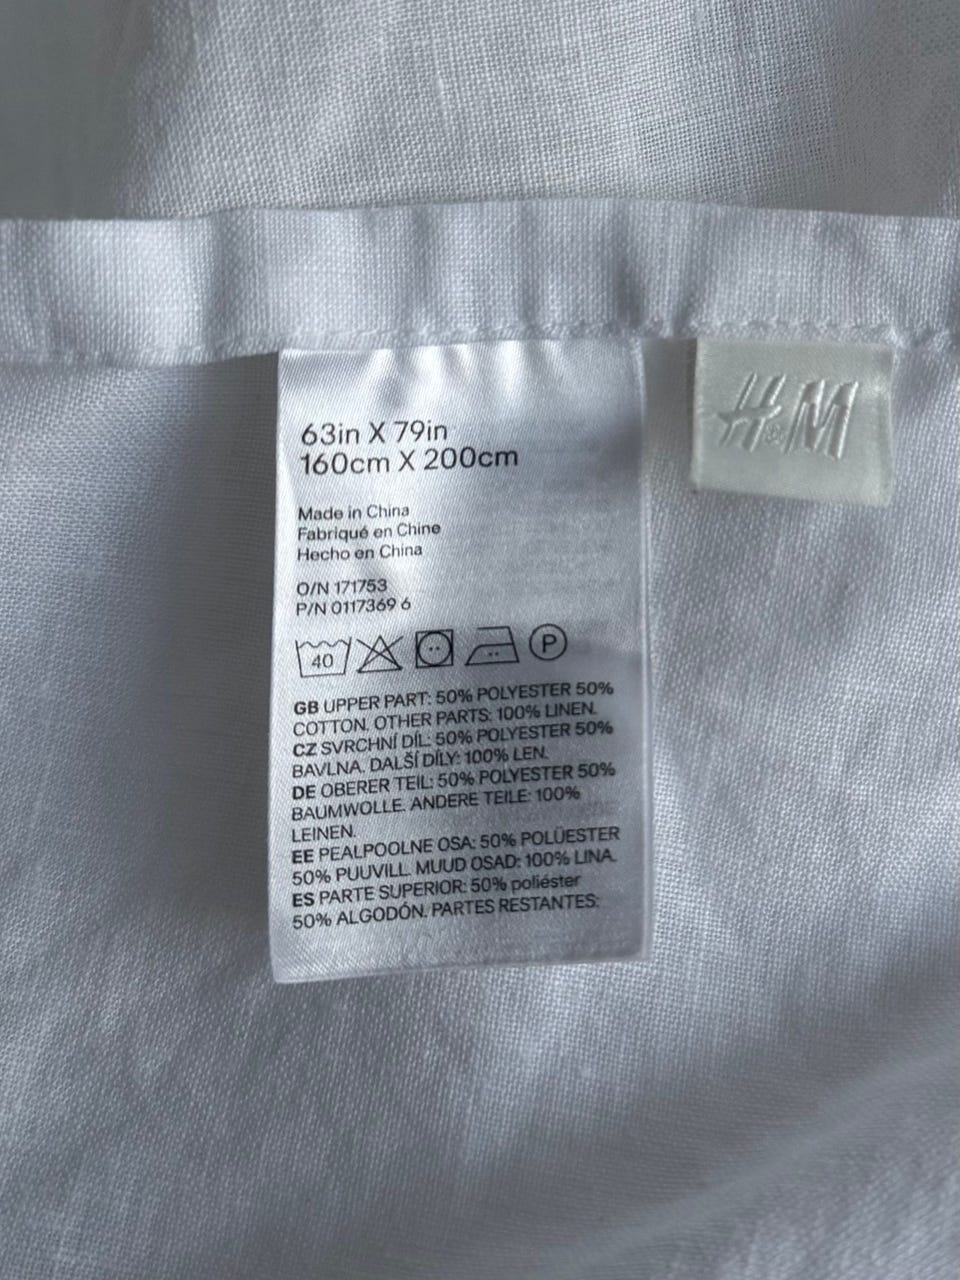 63in X 79in
160cm X 200cm
H&M
Made in China
Fabriqué en Chine
Hecho en China
O/N 171753
P/N 0117369 6
40
P
GB UPPER PART: 50% POLYESTER 50%
COTTON. OTHER PARTS: 100% LINEN.
CZ SVRCHNÍ DÍL: 50% POLYESTER 50%
BAVLNA. DALŠÍ DÍLY: 100% LEN.
DE OBERER TEIL: 50% POLYESTER 50%
BAUMWOLLE. ANDERE TEILE: 100%
LEINEN.
EE PEALPOOLNE OSA: 50% POLÜESTER
50% PUUVILL. MUUD OSAD: 100% LINA.
ES PARTE SUPERIOR: 50% poliéster
50% ALGODÓN. PARTES RESTANTES: